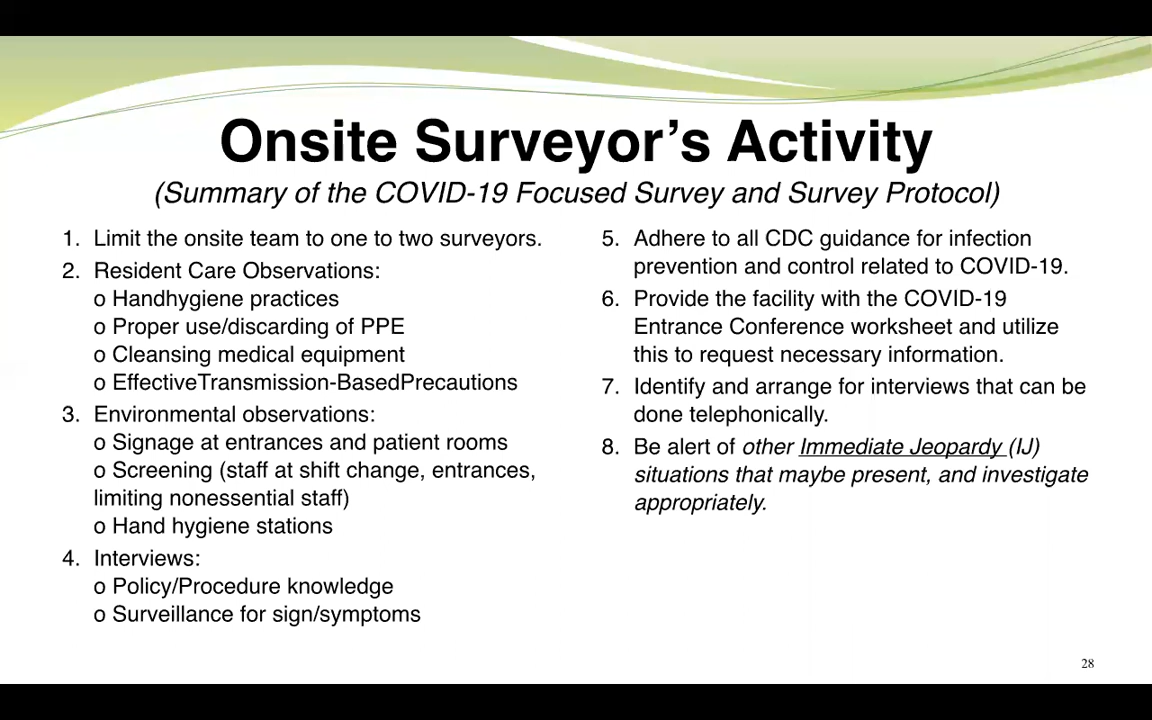 Onsite Surveyor’s Activity
(Summary of the COVID-19 Focused Survey and Survey Protocol)
1. Limit the onsite team to one to two surveyors.
2. Resident Care Observations:
o Handhygiene practices
o Proper use/discarding of PPE
o Cleansing medical equipment
o EffectiveTransmission-BasedPrecautions
3. Environmental observations:
o Signage at entrances and patient rooms
o Screening (staff at shift change, entrances,
limiting nonessential staff)
o Hand hygiene stations
4. Interviews:
o Policy/Procedure knowledge
o Surveillance for sign/symptoms
5. Adhere to all CDC guidance for infection
prevention and control related to COVID-19.
6. Provide the facility with the COVID-19
Entrance Conference worksheet and utilize
this to request necessary information.
7. Identify and arrange for interviews that can be
done telephonically.
8. Be alert of other Immediate Jeopardy (IJ)
situations that maybe present, and investigate
appropriately.
28